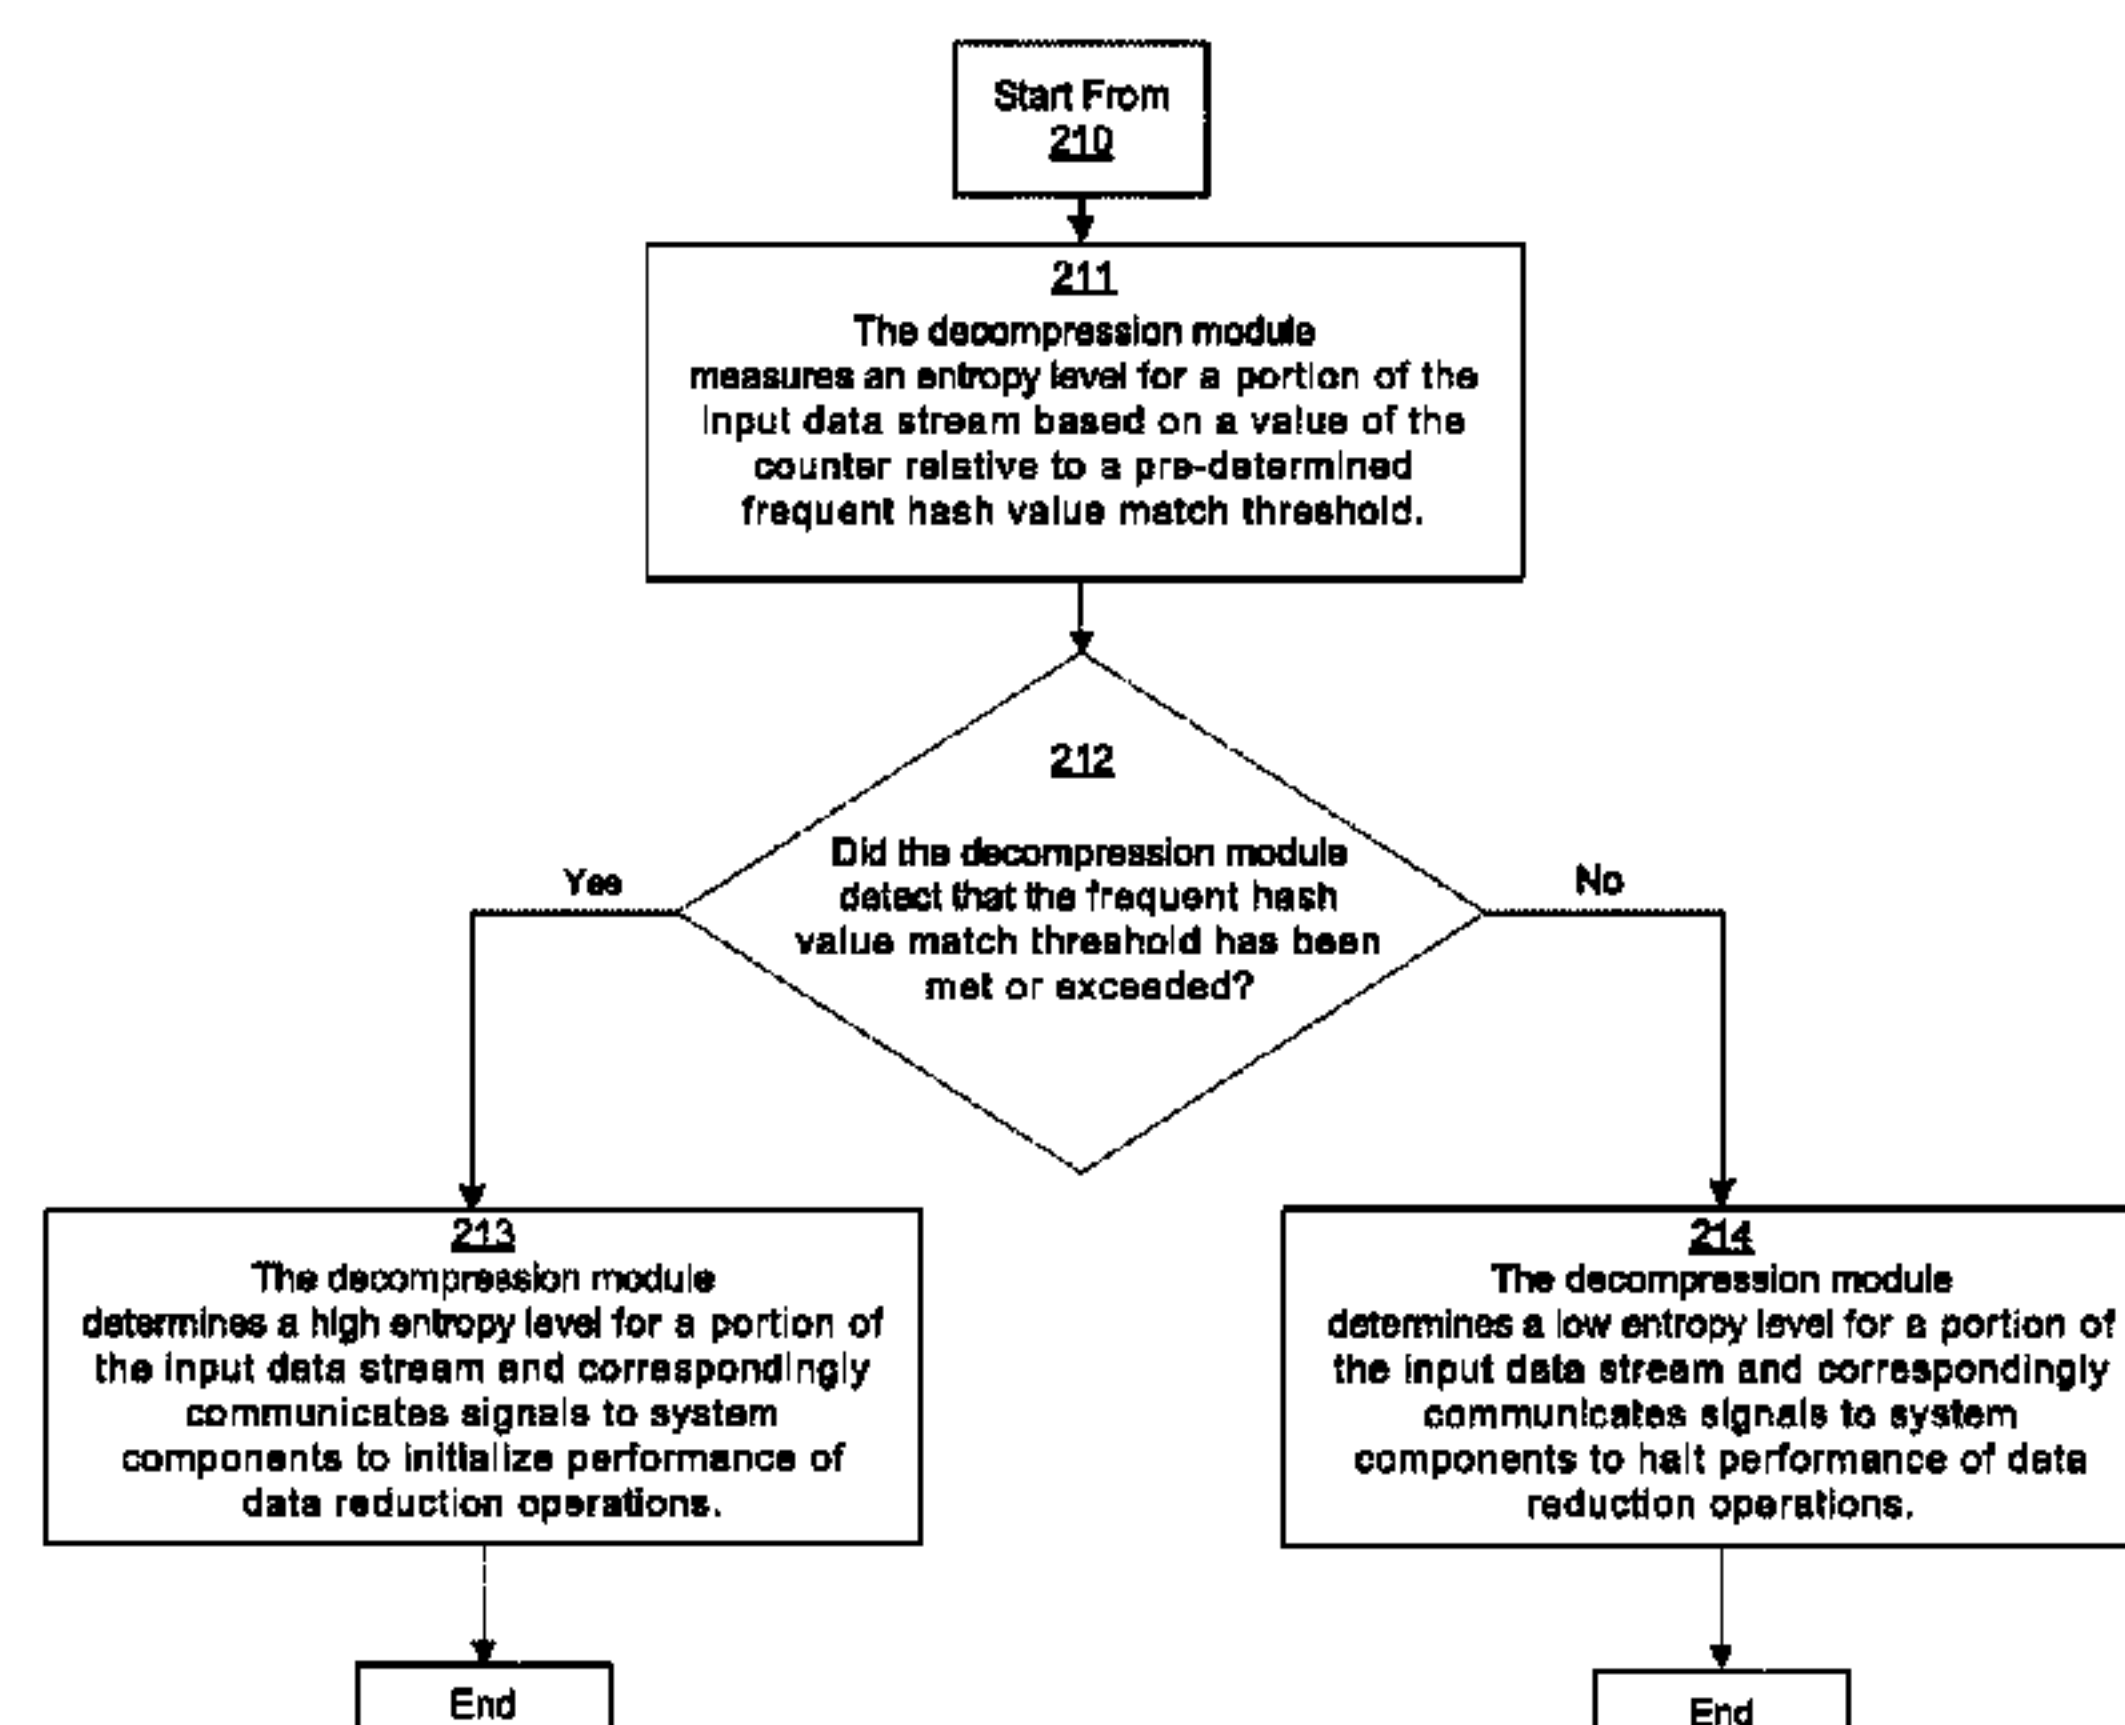 Start From
210
211
The decompression module
measures an entropy level for a portion of the
input data stream based on a value of the
counter relative to a pre-determined
frequent hash value match threshold.
212
Did the decompression module
detect that the frequent hash
value match threshold has been
met or exceeded?
Yes
No
213
The decompression module
determines a high entropy level for a portion of
the input data stream and correspondingly
communicates signals to system
components to initialize performance of
data reduction operations.
214
The decompression module
determines a low entropy level for a portion of
the input data stream and correspondingly
communicates signals to system
components to halt performance of data
reduction operations.
End
End